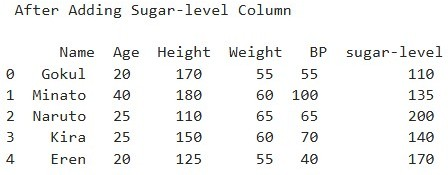 After Adding Sugar-level Column
Name Age Height Weight BP sugar-level
0 Gokul 20 170 55 55 110
1 Minato 40 180 60 100 135
2 Naruto 25 110 65 65 200
3 Kira 25 150 60 70 140
4 Eren 20 125 55 40 170